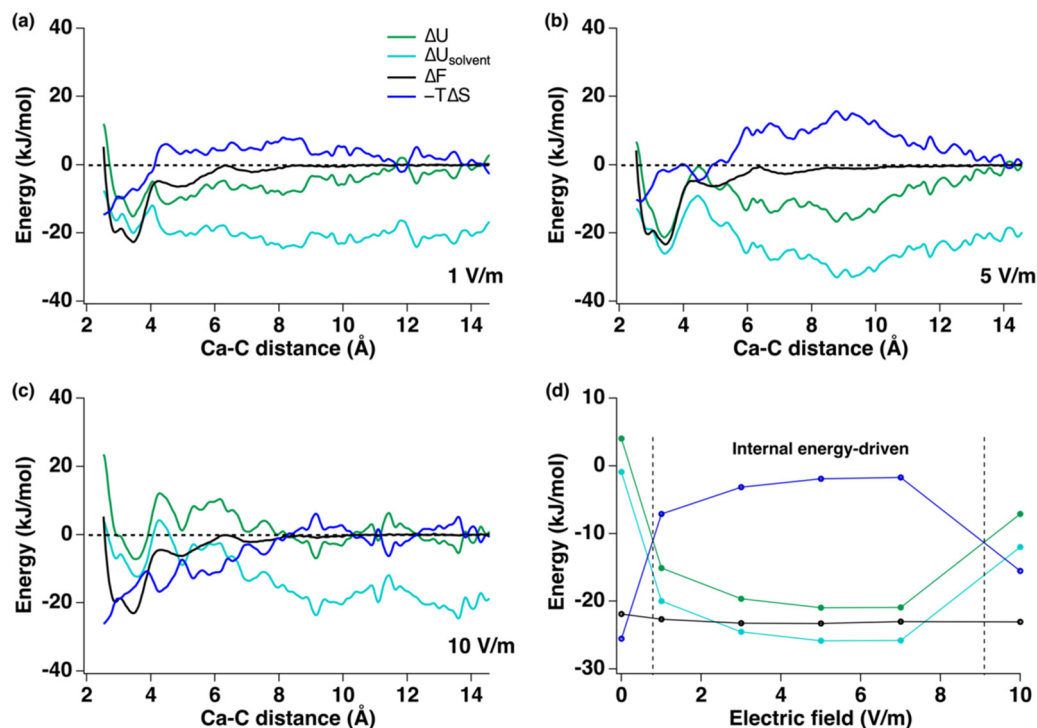 (a)
40
20
0
-20
-40
Energy (kJ/mol)
ΔU
ΔUsolvent
ΔF
–TΔS
1 V/m
2 4 6 8 10 12 14
Ca-C distance (Å)
(b)
40
20
0
-20
-40
Energy (kJ/mol)
5 V/m
2 4 6 8 10 12 14
Ca-C distance (Å)
(c)
40
20
0
-20
-40
Energy (kJ/mol)
10 V/m
2 4 6 8 10 12 14
Ca-C distance (Å)
(d)
10
0
-10
-20
-30
Energy (kJ/mol)
Internal energy-driven
0 2 4 6 8 10
Electric field (V/m)